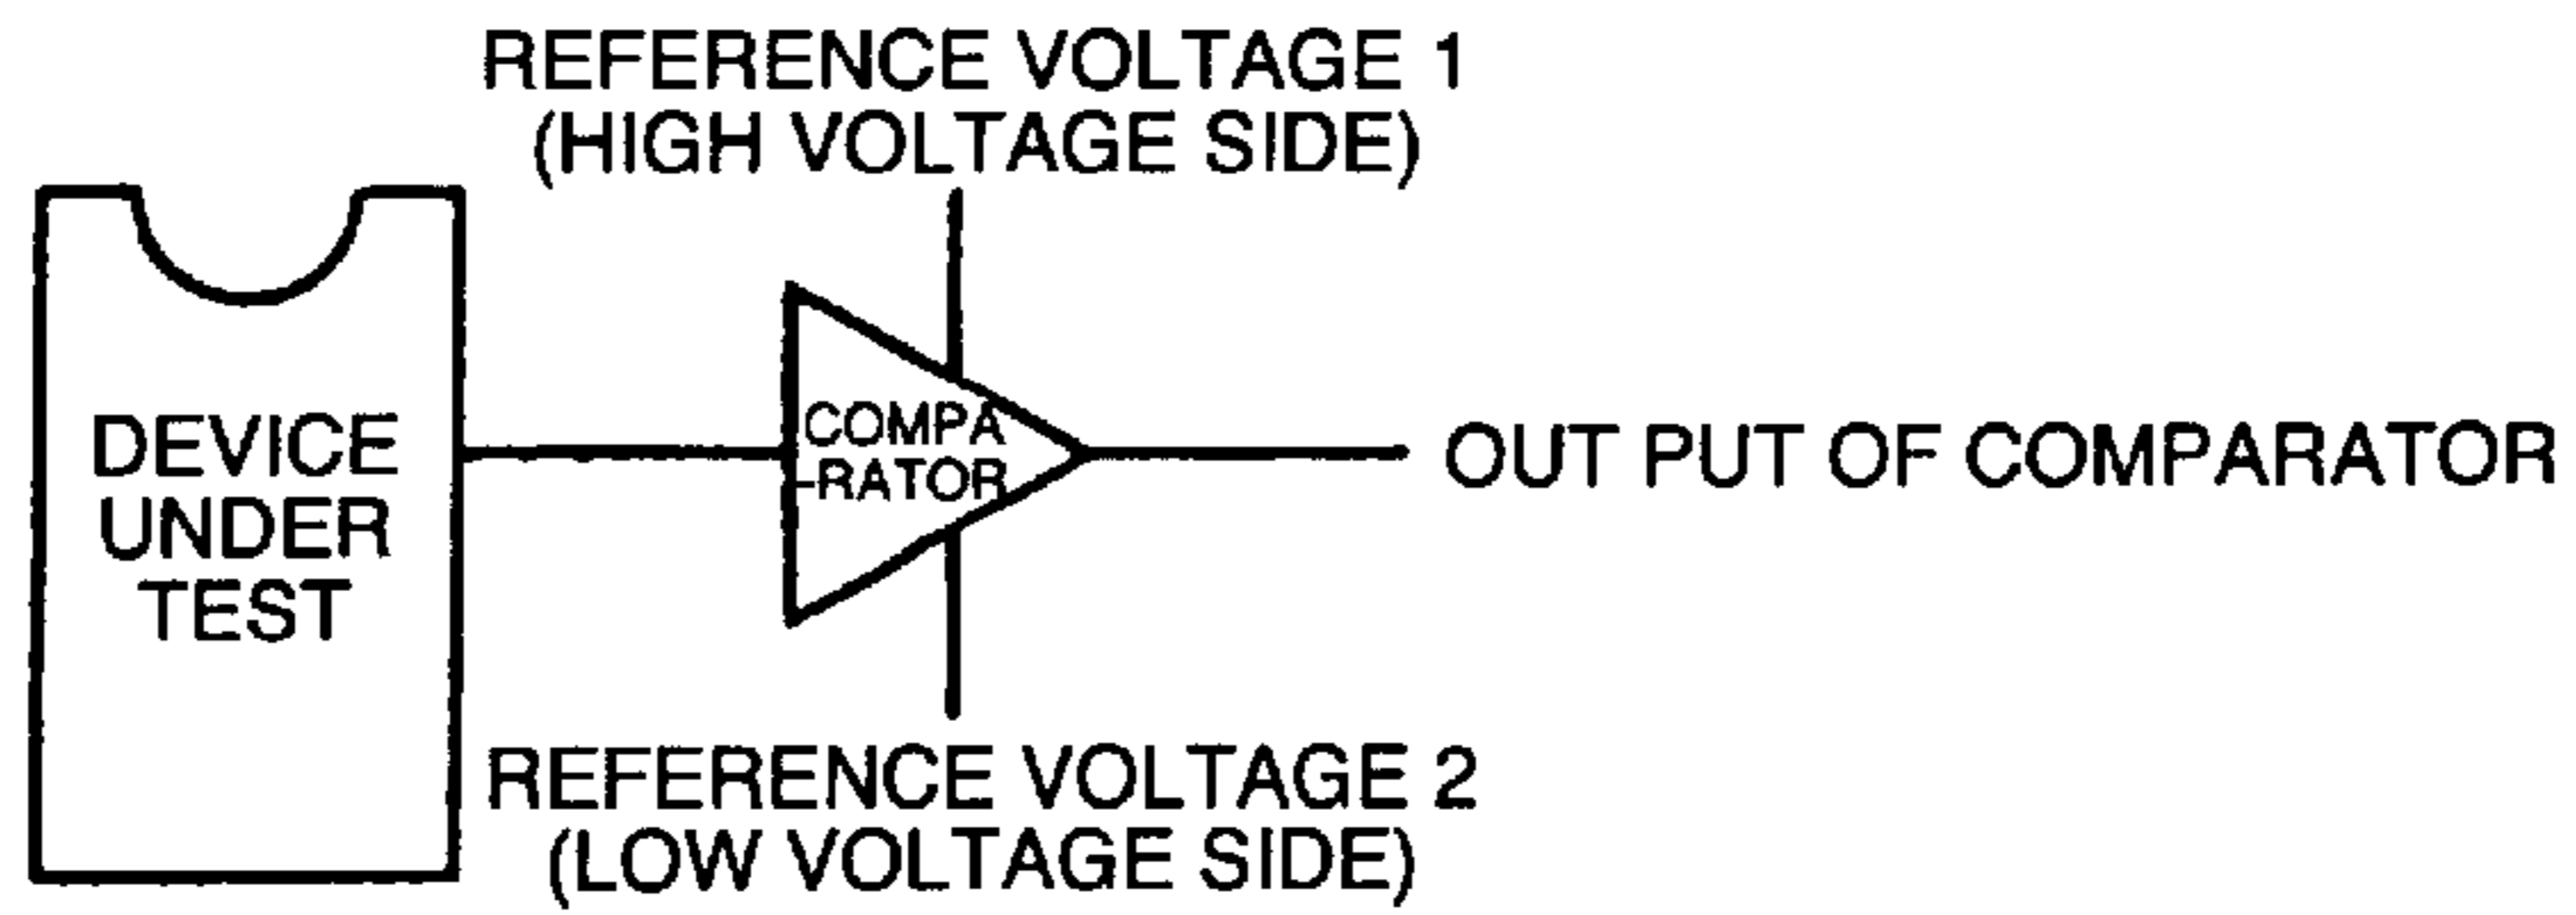 REFERENCE VOLTAGE 1
(HIGH VOLTAGE SIDE)
DEVICE
UNDER
TEST
COMPA
-RATOR
OUT PUT OF COMPARATOR
REFERENCE VOLTAGE 2
(LOW VOLTAGE SIDE)